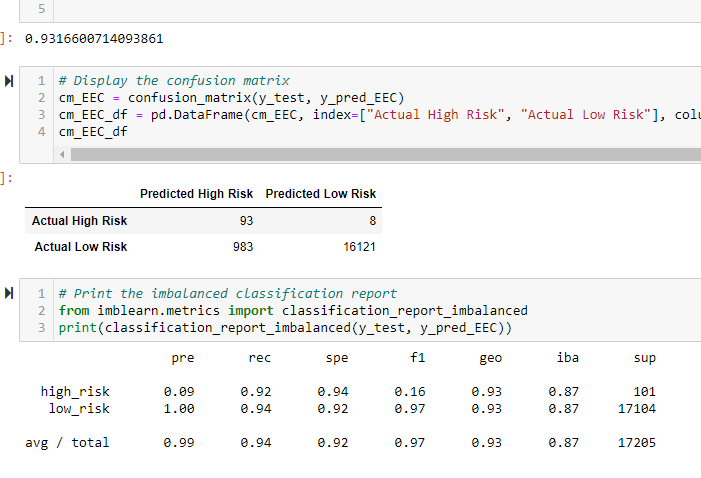 5
]: 0.9316600714093861
1 # Display the confusion matrix
2 cm_EEC = confusion_matrix(y_test, y_pred_EEC)
3 cm_EEC_df = pd.DataFrame(cm_EEC, index=["Actual High Risk", "Actual Low Risk"], colu
4 cm_EEC_df
]:
Predicted High Risk Predicted Low Risk
Actual High Risk 93 8
Actual Low Risk 983 16121
1 # Print the imbalanced classification report
2 from imblearn.metrics import classification_report_imbalanced
3 print(classification_report_imbalanced(y_test, y_pred_EEC))
pre rec spe f1 geo iba sup
high_risk 0.09 0.92 0.94 0.16 0.93 0.87 101
low_risk 1.00 0.94 0.92 0.97 0.93 0.87 17104
avg / total 0.99 0.94 0.92 0.97 0.93 0.87 17205